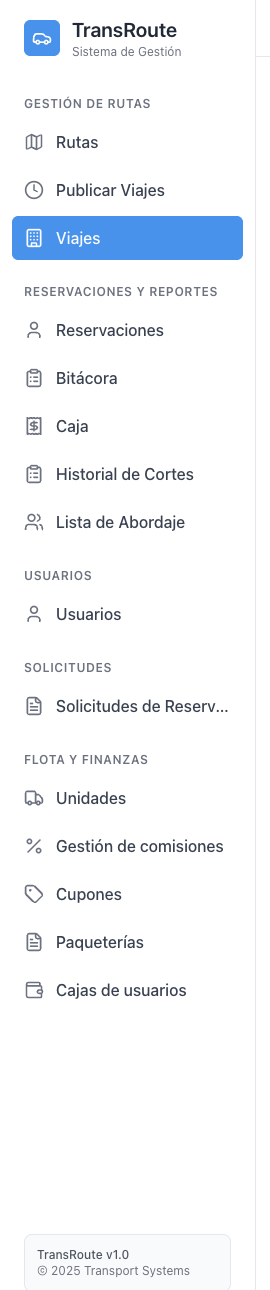 TransRoute
Sistema de Gestión
GESTIÓN DE RUTAS
Rutas
Publicar Viajes
Viajes
RESERVACIONES Y REPORTES
Reservaciones
Bitácora
Caja
Historial de Cortes
Lista de Abordaje
USUARIOS
Usuarios
SOLICITUDES
Solicitudes de Reserv...
FLOTA Y FINANZAS
Unidades
Gestión de comisiones
Cupones
Paqueterías
Cajas de usuarios
TransRoute v1.0
© 2025 Transport Systems